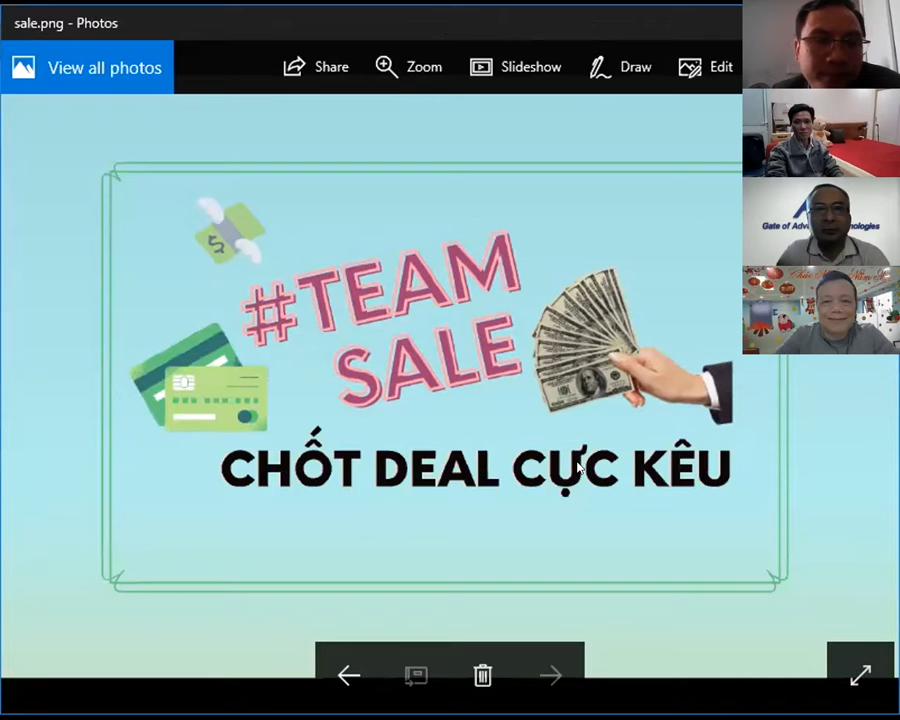 sale.png - Photos
View all photos
Share
Zoom
Slideshow
Draw
Edit
#TEAM
SALE
CHỐT DEAL CỰC KÊU